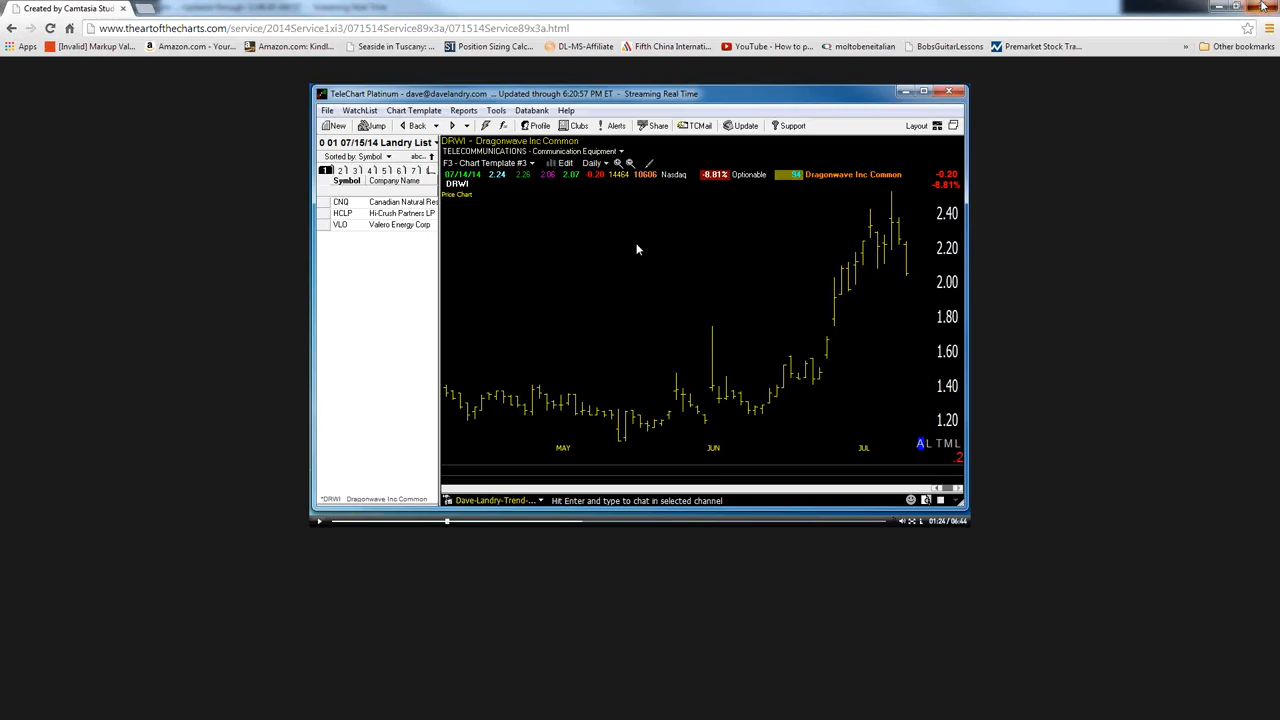 Created by Camtasia Stud
www.theartofthecharts.com/service/2014Service1xi3/071514Service89x3a/071514Service89x3a.html
Apps [Invalid] Markup Val... Amazon.com - Your... Amazon.com: Kindl... Seaside in Tuscany:... Position Sizing Calc... DL-MS-Affiliate Fifth China Internati... YouTube - How to p... moltobeneitalian BobsGuitarLessons Premarket Stock Tra... » Other bookmarks
TeleChart Platinum - dave@davelandry.com ... Updated through 6:20:57 PM ET - Streaming Real Time
File WatchList Chart Template Reports Tools Databank Help
New Jump Back Profile Clubs Alerts Share TCMail Update Support Layout
0 01 07/15/14 Landry List
DRWI - Dragonwave Inc Common
Sorted by: Symbol abc...
TELECOMMUNICATIONS - Communication Equipment
1 2 3 4 5 6 7
F3 - Chart Template #3 Edit Daily
Symbol Company Name
07/14/14 2.24 2.26 2.06 2.07 -0.20 14464 10606 Nasdaq -8.81% Optionable 94 Dragonwave Inc Common -0.20
-8.81%
DRWI
Price Chart
CNQ Canadian Natural Res
HCLP Hi-Crush Partners LP
VLO Valero Energy Corp
2.40
2.20
2.00
1.80
1.60
1.40
1.20
A L T M L
MAY JUN JUL
.2
*DRWI Dragonwave Inc Common
Dave-Landry-Trend-... Hit Enter and type to chat in selected channel
01:24 / 06:44